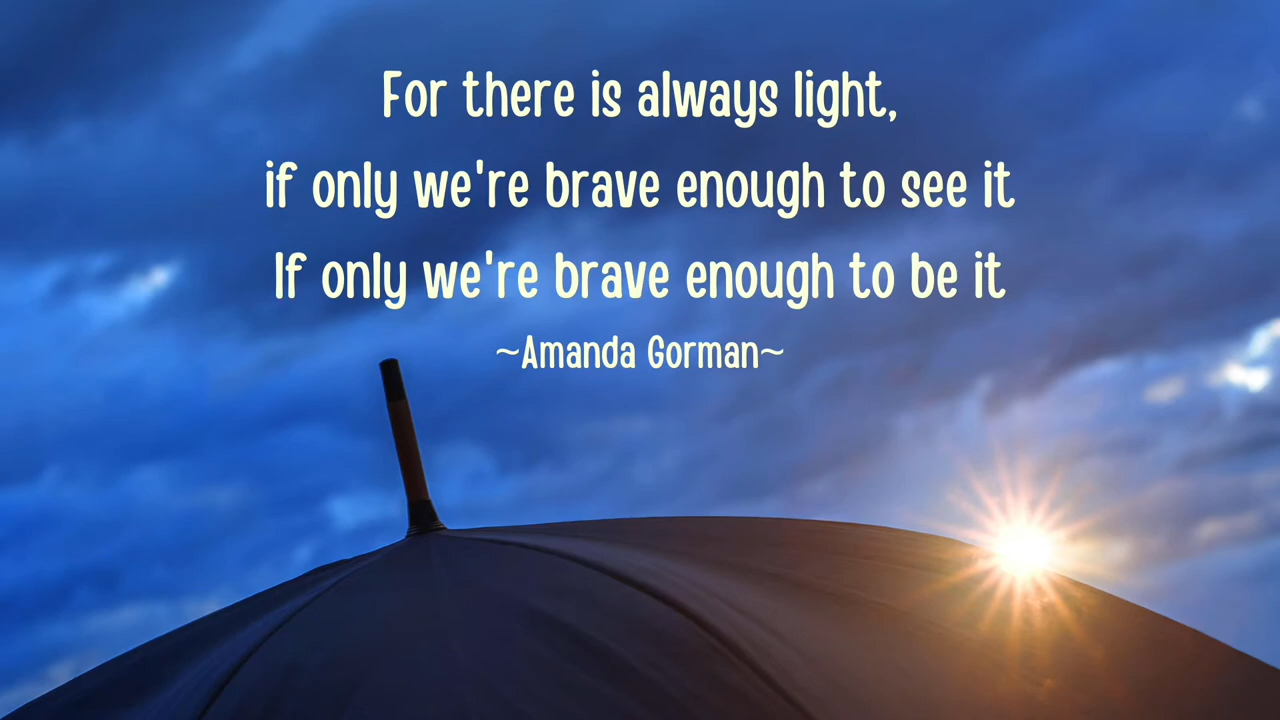 For there is always light,
if only we're brave enough to see it
If only we're brave enough to be it
~Amanda Gorman~